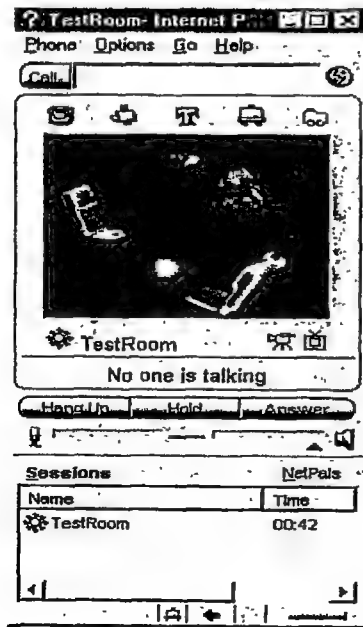 TestRoom- Internet P
Phone Options Go Help
Call
TestRoom
No one is talking
Hang Up Hold Answer
Sessions NetPals
Name Time
TestRoom 00:42